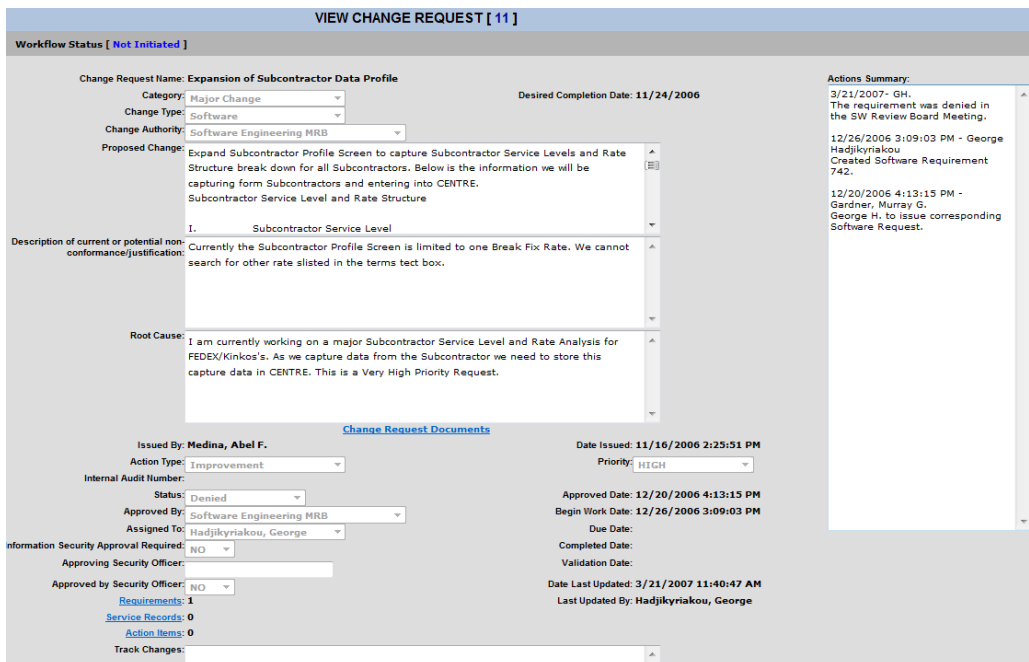 VIEW CHANGE REQUEST [ 11 ]
Workflow Status [ Not Initiated ]
Change Request Name: Expansion of Subcontractor Data Profile
Category: Major Change
Desired Completion Date: 11/24/2006
Change Type: Software
Change Authority: Software Engineering MRB
Proposed Change: Expand Subcontractor Profile Screen to capture Subcontractor Service Levels and Rate
Structure break down for all Subcontractors. Below is the information we will be
capturing form Subcontractors and entering into CENTRE.
Subcontractor Service Level and Rate Structure
I. Subcontractor Service Level
Description of current or potential non-
conformance/justification:
Currently the Subcontractor Profile Screen is limited to one Break Fix Rate. We cannot
search for other rate slisted in the terms tect box.
Root Cause:
I am currently working on a major Subcontractor Service Level and Rate Analysis for
FEDEX/Kinkos's. As we capture data from the Subcontractor we need to store this
capture data in CENTRE. This is a Very High Priority Request.
Change Request Documents
Issued By: Medina, Abel F.
Date Issued: 11/16/2006 2:25:51 PM
Action Type: Improvement
Priority: HIGH
Internal Audit Number:
Status: Denied
Approved Date: 12/20/2006 4:13:15 PM
Approved By: Software Engineering MRB
Begin Work Date: 12/26/2006 3:09:03 PM
Assigned To: Hadjikyriakou, George
Due Date:
Information Security Approval Required: NO
Completed Date:
Approving Security Officer:
Validation Date:
Approved by Security Officer: NO
Date Last Updated: 3/21/2007 11:40:47 AM
Requirements: 1
Last Updated By: Hadjikyriakou, George
Service Records: 0
Action Items: 0
Track Changes:
Actions Summary:
3/21/2007- GH.
The requirement was denied in
the SW Review Board Meeting.
12/26/2006 3:09:03 PM - George
Hadjikyriakou
Created Software Requirement
742.
12/20/2006 4:13:15 PM -
Gardner, Murray G.
George H. to issue corresponding
Software Request.